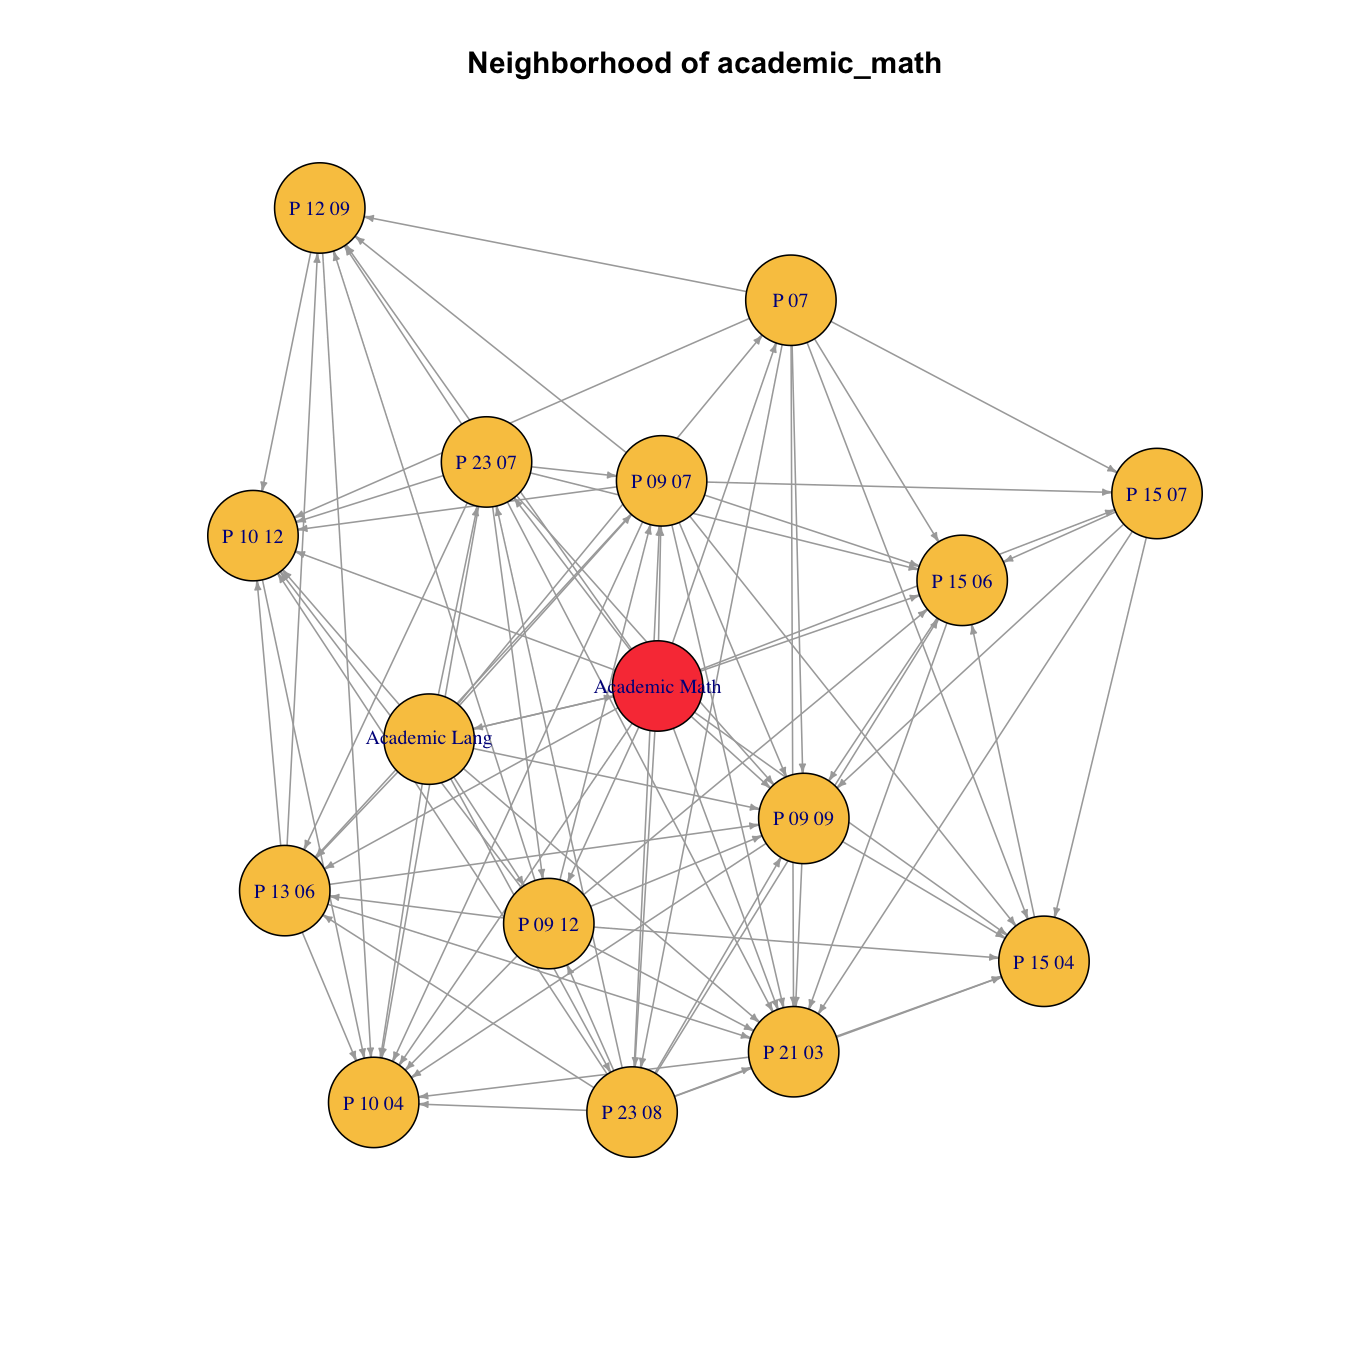 Neighborhood of academic_math
P 12 09
P 07
P 23 07
P 09 07
P 15 07
P 10 12
P 15 06
Academic Math
Academic Lang
P 09 09
P 13 06
P 09 12
P 15 04
P 21 03
P 10 04
P 23 08